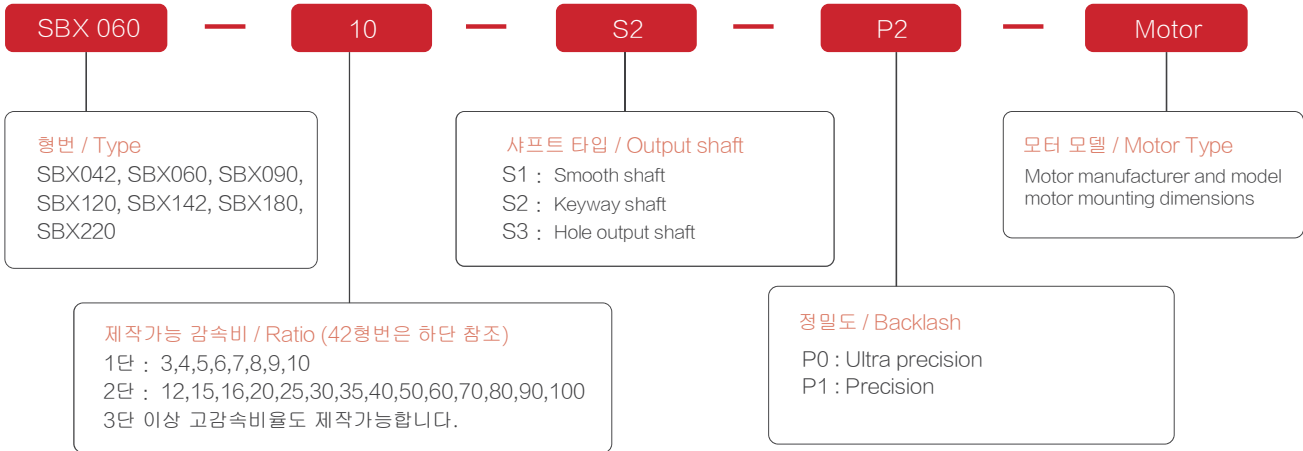 SBX 060 — 10 — S2 — P2 — Motor
형번 / Type
SBX042, SBX060, SBX090,
SBX120, SBX142, SBX180,
SBX220
샤프트 타입 / Output shaft
S1 : Smooth shaft
S2 : Keyway shaft
S3 : Hole output shaft
모터 모델 / Motor Type
Motor manufacturer and model
motor mounting dimensions
제작가능 감속비 / Ratio (42형번은 하단 참조)
1단 : 3,4,5,6,7,8,9,10
2단 : 12,15,16,20,25,30,35,40,50,60,70,80,90,100
3단 이상 고감속비율도 제작가능합니다.
정밀도 / Backlash
P0 : Ultra precision
P1 : Precision